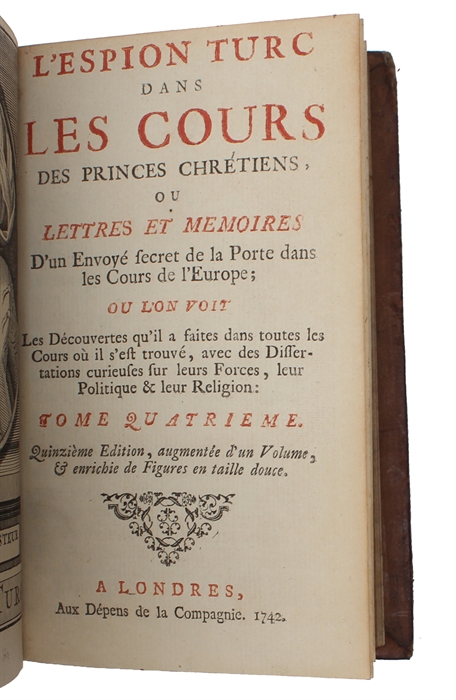 L'ESPION TURC
DANS
LES COURS
DES PRINCES CHRÉTIENS,
OU
LETTRES ET MEMOIRES
D'un Envoyé ſecret de la Porte dans
les Cours de l'Europe;
OU L'ON VOIT
Les Découvertes qu'il a faites dans toutes les
Cours où il s'eſt trouvé, avec des Diſſer-
tations curieuſes ſur leurs Forces, leur
Politique & leur Religion:
TOME QUATRIEME.
Quinzième Edition, augmentée d'un Volume,
& enrichie de Figures en taille douce.
A LONDRES,
Aux Dépens de la Compagnie. 1742.